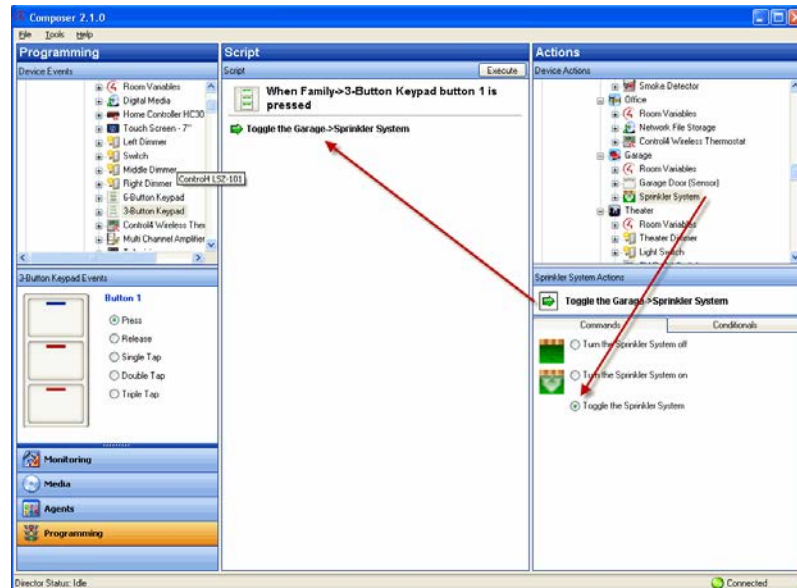 Composer 2.1.0
File Tools Help
Programming
Device Events
Room Variables
Digital Media
Home Controller HC30
Touch Screen - 7"
Left Dimmer
Switch
Middle Dimmer
Right Dimmer
Control4 LSZ-101
6-Button Keypad
3-Button Keypad
Control4 Wireless Ther
Multi Channel Amplifier
3-Button Keypad Events
Button 1
Press
Release
Single Tap
Double Tap
Triple Tap
Monitoring
Media
Agents
Programming
Script
Script Execute
When Family->3-Button Keypad button 1 is
pressed
Toggle the Garage->Sprinkler System
Actions
Device Actions
Smoke Detector
Office
Room Variables
Network File Storage
Control4 Wireless Thermostat
Garage
Room Variables
Garage Door (Sensor)
Sprinkler System
Theater
Room Variables
Theater Dimmer
Light Switch
Sprinkler System Actions
Toggle the Garage->Sprinkler System
Commands Conditionals
Turn the Sprinkler System off
Turn the Sprinkler System on
Toggle the Sprinkler System
Director Status: Idle
Connected